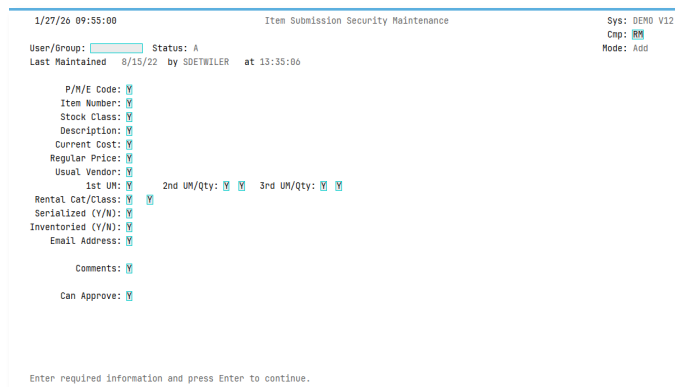 1/27/26 09:55:00 Item Submission Security Maintenance Sys: DEMO V12
Cmp: RM
User/Group: Status: A Mode: Add
Last Maintained 8/15/22 by SDETWILER at 13:35:06
P/M/E Code: Y
Item Number: Y
Stock Class: Y
Description: Y
Current Cost: Y
Regular Price: Y
Usual Vendor: Y
1st UM: Y 2nd UM/Qty: Y Y 3rd UM/Qty: Y Y
Rental Cat/Class: Y Y
Serialized (Y/N): Y
Inventoried (Y/N): Y
Email Address: Y
Comments: Y
Can Approve: Y
Enter required information and press Enter to continue.